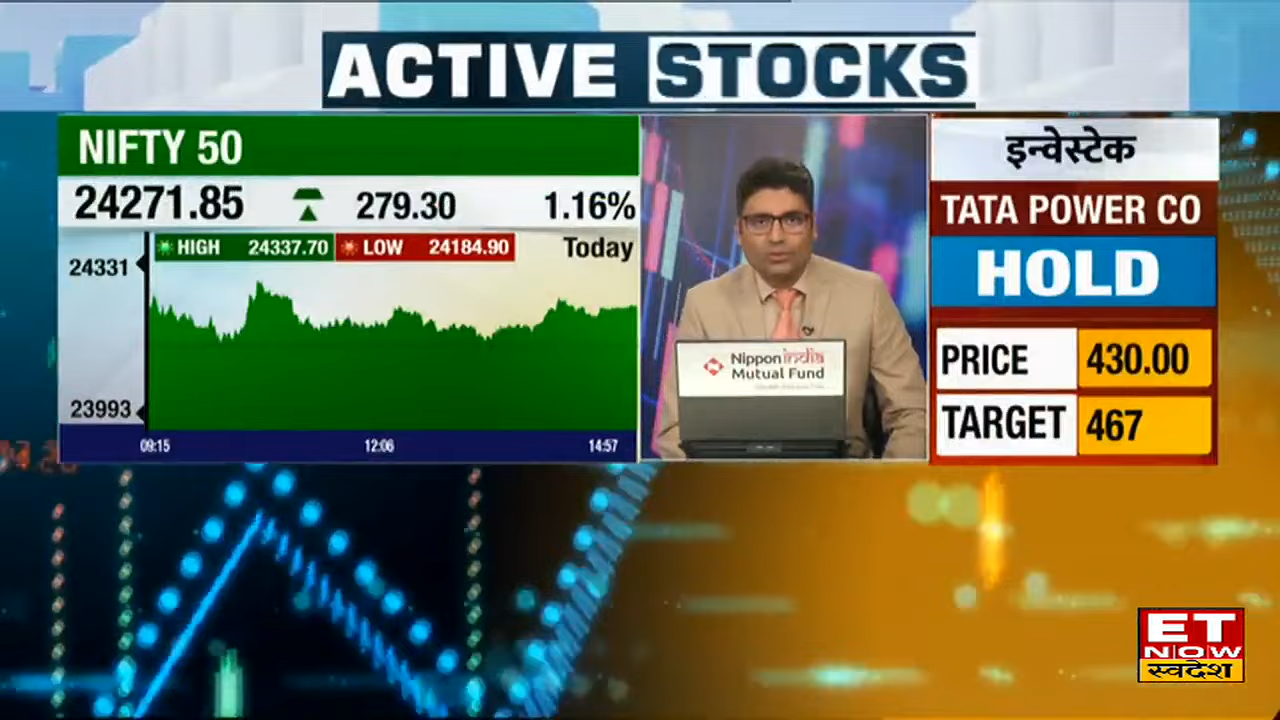 ACTIVE STOCKS
NIFTY 50
24271.85 279.30 1.16%
HIGH 24337.70 LOW 24184.90 Today
24331
23993
09:15 12:06 14:57
Nippon india
Mutual Fund
इन्वेस्टेक
TATA POWER CO
HOLD
PRICE 430.00
TARGET 467
ET
NOW
स्वदेश